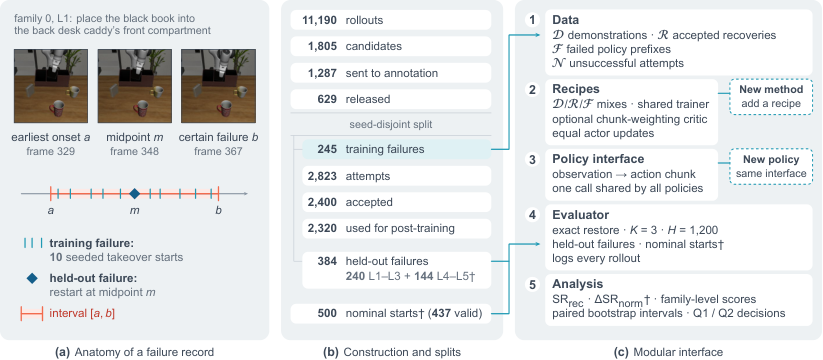 family 0, L1: place the black book into
the back desk caddy's front compartment
earliest onset a
midpoint m
certain failure b
frame 329
frame 348
frame 367
a
m
b
training failure:
10 seeded takeover starts
held-out failure:
restart at midpoint m
interval [a, b]
(a) Anatomy of a failure record
11,190 rollouts
1,805 candidates
1,287 sent to annotation
629 released
seed-disjoint split
245 training failures
2,823 attempts
2,400 accepted
2,320 used for post-training
384 held-out failures
240 L1–L3 + 144 L4–L5†
500 nominal starts† (437 valid)
(b) Construction and splits
1 Data
𝒟 demonstrations · ℛ accepted recoveries
ℱ failed policy prefixes
𝒩 unsuccessful attempts
2 Recipes
𝒟/ℛ/ℱ mixes · shared trainer
optional chunk-weighting critic
equal actor updates
New method
add a recipe
3 Policy interface
observation → action chunk
one call shared by all policies
New policy
same interface
4 Evaluator
exact restore · K = 3 · H = 1,200
held-out failures · nominal starts†
logs every rollout
5 Analysis
SRrec · ΔSRnorm† · family-level scores
paired bootstrap intervals · Q1 / Q2 decisions
(c) Modular interface